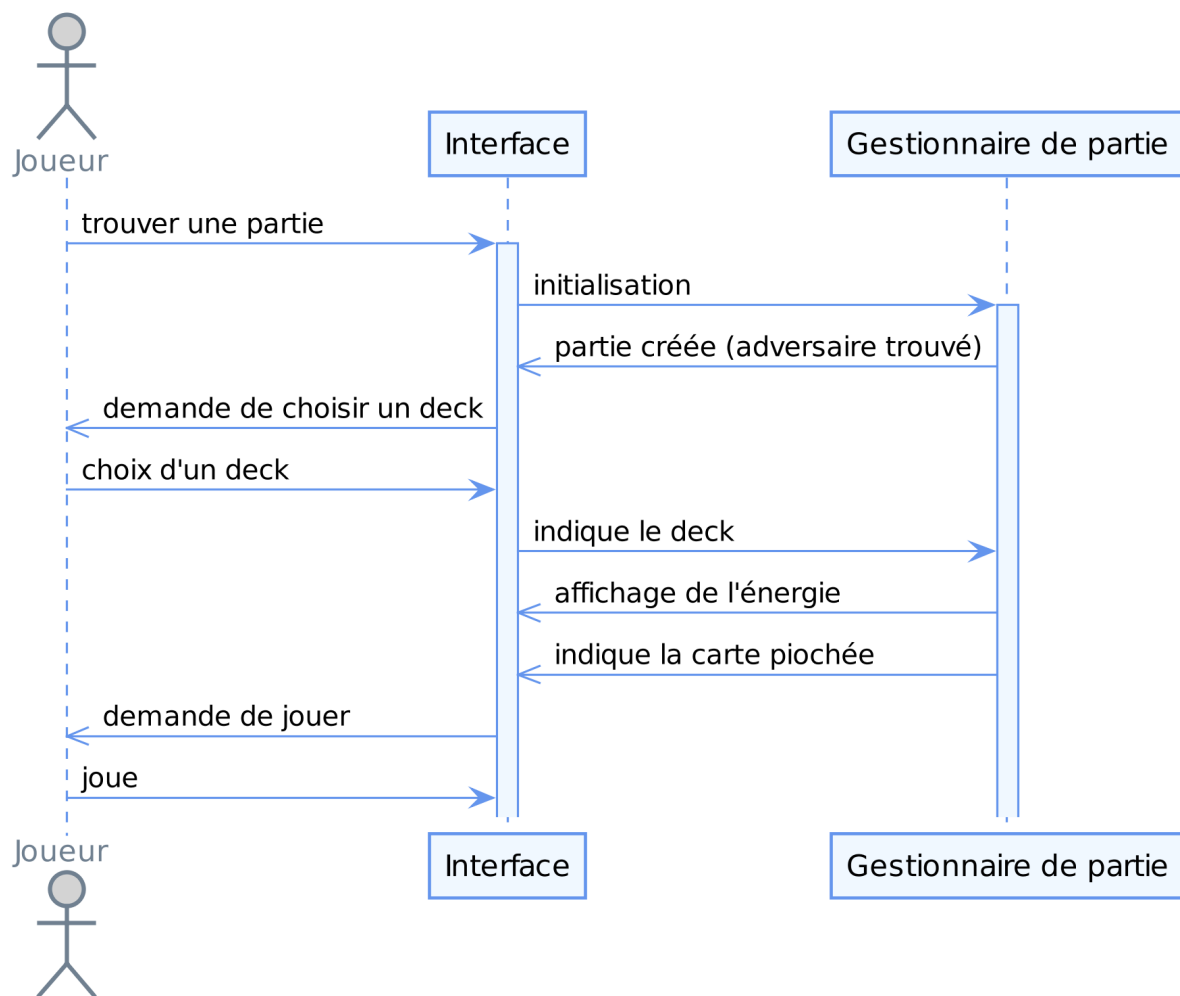 Joueur
Interface
Gestionnaire de partie
trouver une partie
initialisation
partie créée (adversaire trouvé)
demande de choisir un deck
choix d'un deck
indique le deck
affichage de l'énergie
indique la carte piochée
demande de jouer
joue
Joueur
Interface
Gestionnaire de partie